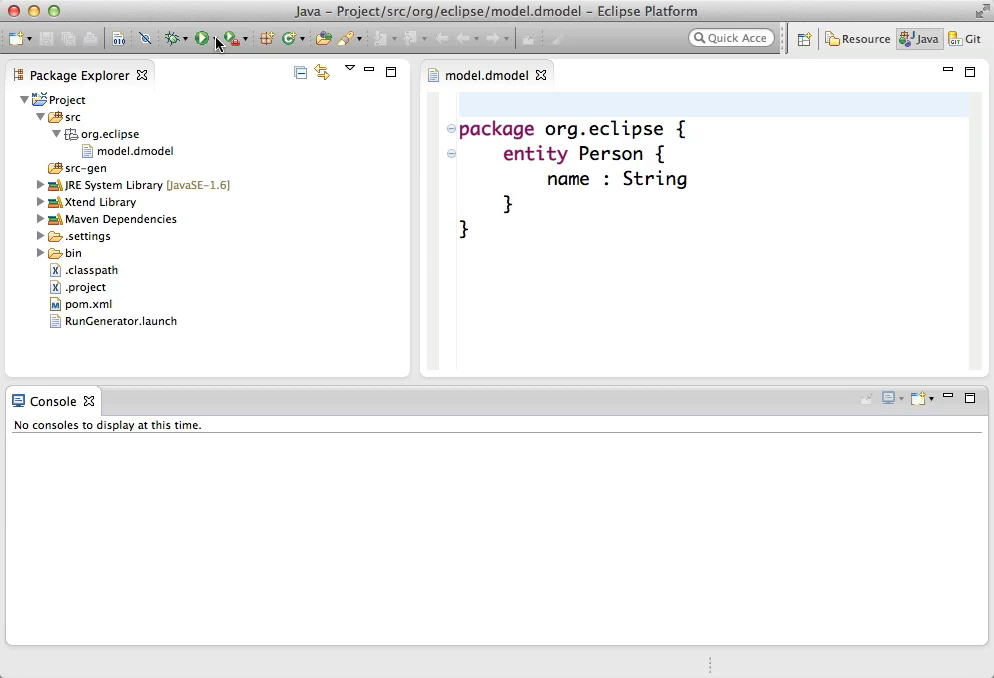 Java – Project/src/org/eclipse/model.dmodel – Eclipse Platform
010
Quick Acce
Resource
Java
GIT
Git
Package Explorer
model.dmodel
Project
src
org.eclipse
model.dmodel
src-gen
JRE System Library [JavaSE-1.6]
Xtend Library
Maven Dependencies
.settings
bin
X .classpath
X .project
M pom.xml
RunGenerator.launch
package org.eclipse {
entity Person {
name : String
}
}
Console
No consoles to display at this time.